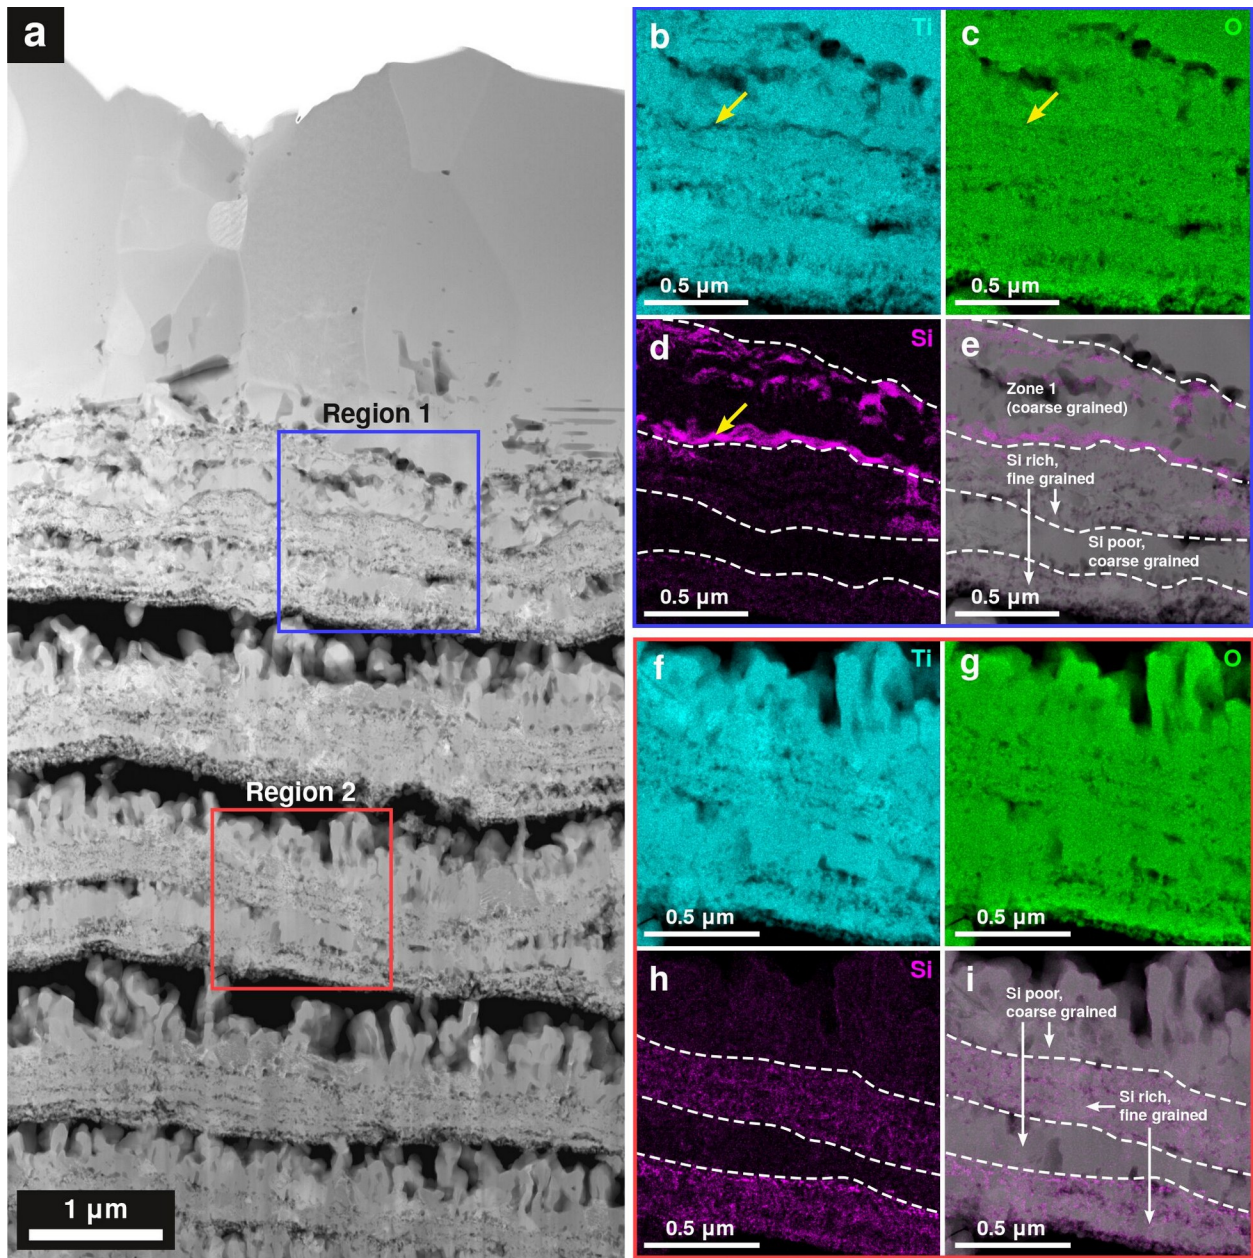 a
Region 1
Region 2
1 µm
b
Ti
0.5 µm
c
O
0.5 µm
d
Si
0.5 µm
e
Zone 1
(coarse grained)
Si rich,
fine grained
Si poor,
coarse grained
0.5 µm
f
Ti
0.5 µm
g
O
0.5 µm
h
Si
0.5 µm
i
Si poor,
coarse grained
Si rich,
fine grained
0.5 µm